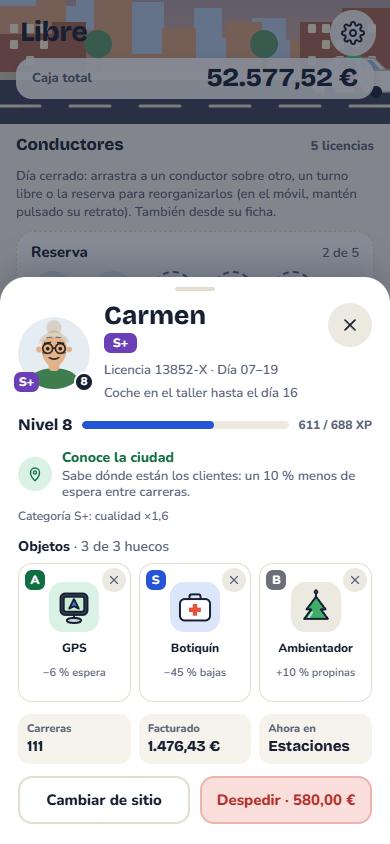 Libre
Caja total
52.577,52 €
Conductores
5 licencias
Día cerrado: arrastra a un conductor sobre otro, un turno
libre o la reserva para reorganizarlos (en el móvil, mantén
pulsado su retrato). También desde su ficha.
Reserva
2 de 5
Carmen
S+
S+
8
Licencia 13852-X · Día 07–19
Coche en el taller hasta el día 16
Nivel 8
611 / 688 XP
Conoce la ciudad
Sabe dónde están los clientes: un 10 % menos de
espera entre carreras.
Categoría S+: cualidad ×1,6
Objetos · 3 de 3 huecos
A
S
B
GPS
Botiquín
Ambientador
−6 % espera
−45 % bajas
+10 % propinas
Carreras
Facturado
Ahora en
111
1.476,43 €
Estaciones
Cambiar de sitio
Despedir · 580,00 €